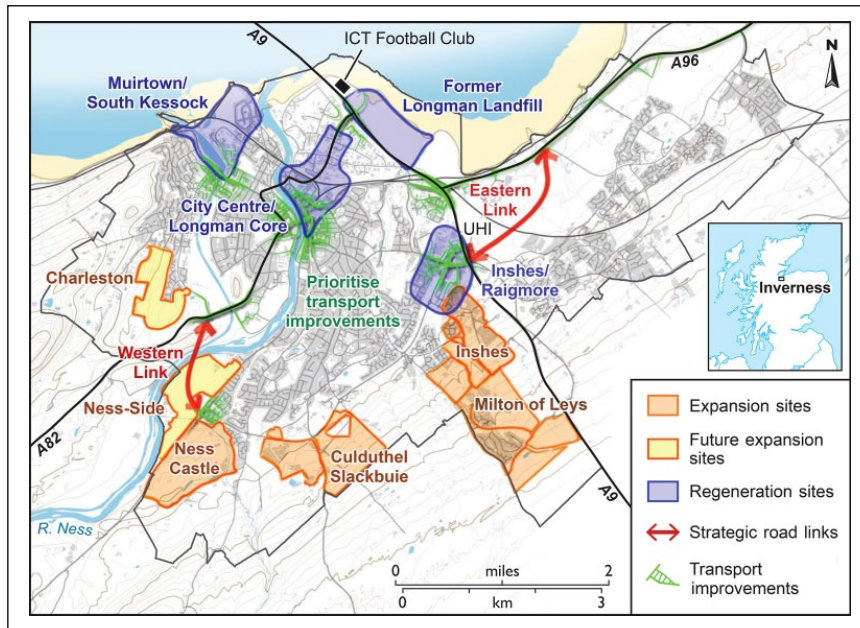 A9
ICT Football Club
A96
N
Muirtown/
South Kessock
Former
Longman Landfill
City Centre/
Longman Core
Eastern
Link
UHI
Charleston
Prioritise
transport
improvements
Inshes/
Raigmore
Inverness
Western
Link
Inshes
Ness-Side
Milton of Leys
A82
Ness
Castle
Culduthel
Slackbuie
A9
R. Ness
0 miles 2
0 km 3
Expansion sites
Future expansion
sites
Regeneration sites
Strategic road links
Transport
improvements